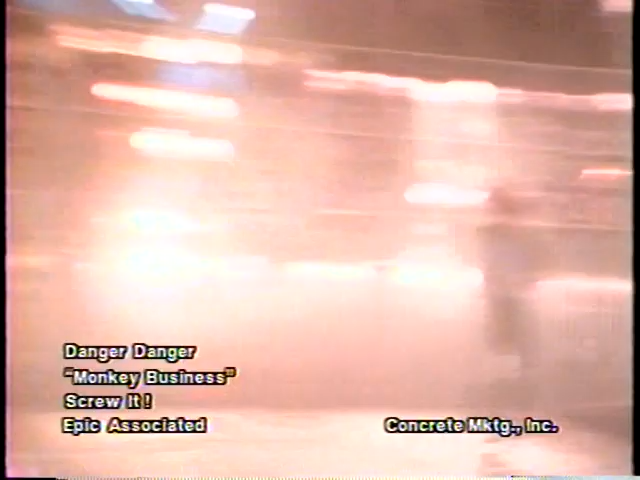 Danger Danger
"Monkey Business"
Screw It !
Epic Associated
Concrete Mktg., Inc.